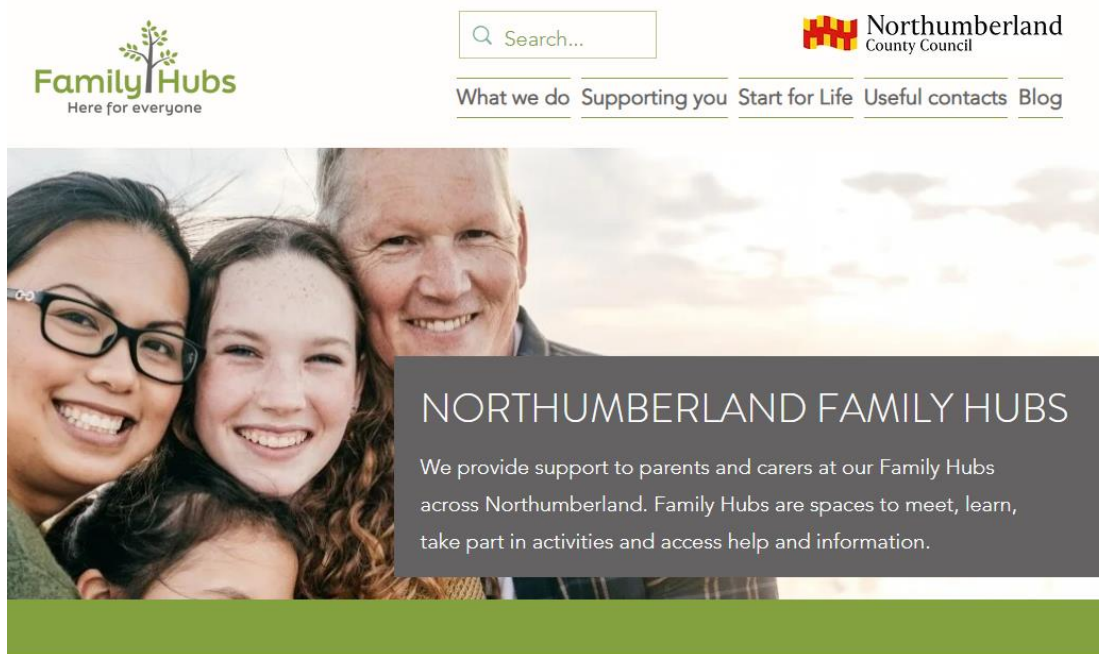 Family Hubs
Here for everyone
Search...
Northumberland
County Council
What we do Supporting you Start for Life Useful contacts Blog
NORTHUMBERLAND FAMILY HUBS
We provide support to parents and carers at our Family Hubs
across Northumberland. Family Hubs are spaces to meet, learn,
take part in activities and access help and information.